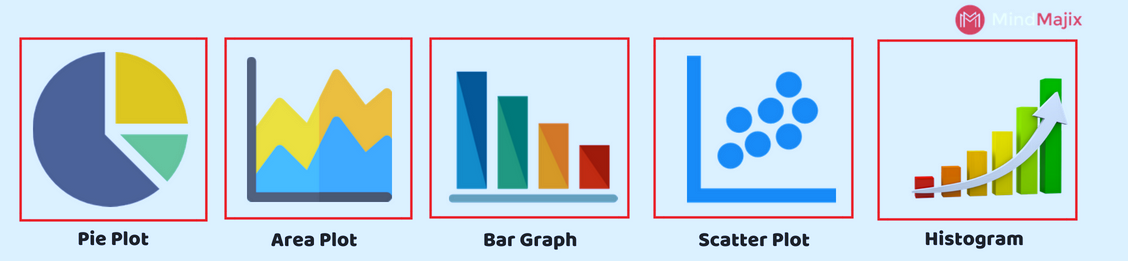 MindMajix
Pie Plot
Area Plot
Bar Graph
Scatter Plot
Histogram